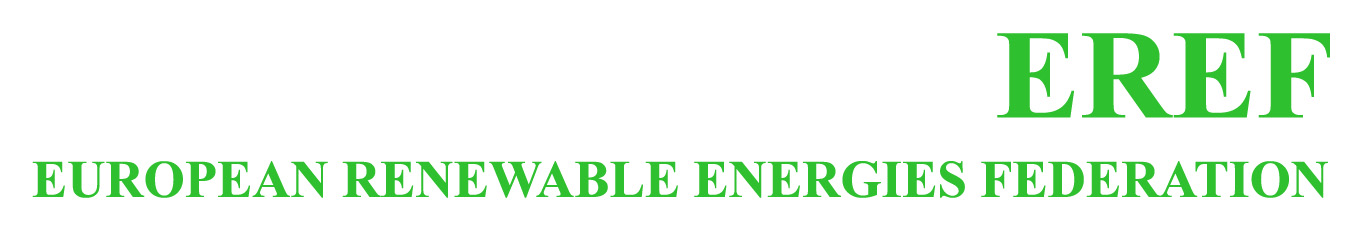 EREF
EUROPEAN RENEWABLE ENERGIES FEDERATION